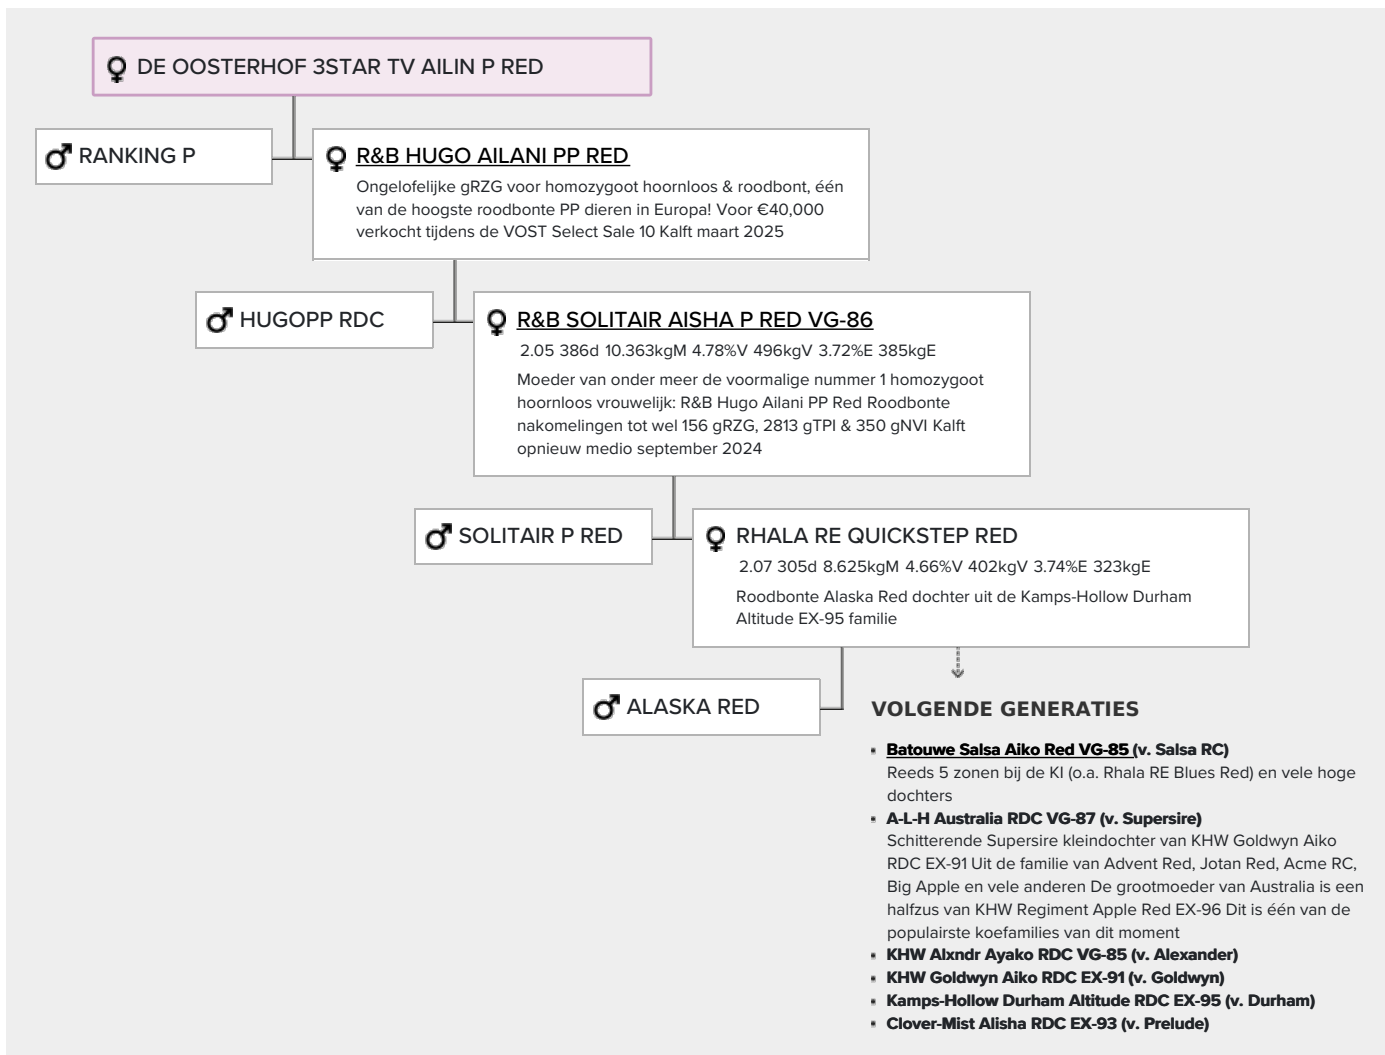 DE OOSTERHOF 3STAR TV AILIN P RED
RANKING P
R&B HUGO AILANI PP RED
Ongelofelijke gRZG voor homozygoot hoornloos & roodbont, één
van de hoogste roodbonte PP dieren in Europa! Voor €40,000
verkocht tijdens de VOST Select Sale 10 Kalft maart 2025
HUGOPP RDC
R&B SOLITAIR AISHA P RED VG-86
2.05 386d 10.363kgM 4.78%V 496kgV 3.72%E 385kgE
Moeder van onder meer de voormalige nummer 1 homozygoot
hoornloos vrouwelijk: R&B Hugo Ailani PP Red Roodbonte
nakomelingen tot wel 156 gRZG, 2813 gTPI & 350 gNVI Kalft
opnieuw medio september 2024
SOLITAIR P RED
RHALA RE QUICKSTEP RED
2.07 305d 8.625kgM 4.66%V 402kgV 3.74%E 323kgE
Roodbonte Alaska Red dochter uit de Kamps-Hollow Durham
Altitude EX-95 familie
ALASKA RED
VOLGENDE GENERATIES
Batouwe Salsa Aiko Red VG-85 (v. Salsa RC)
Reeds 5 zonen bij de KI (o.a. Rhala RE Blues Red) en vele hoge
dochters
A-L-H Australia RDC VG-87 (v. Supersire)
Schitterende Supersire kleindochter van KHW Goldwyn Aiko
RDC EX-91 Uit de familie van Advent Red, Jotan Red, Acme RC,
Big Apple en vele anderen De grootmoeder van Australia is een
halfzus van KHW Regiment Apple Red EX-96 Dit is één van de
populairste koefamilies van dit moment
KHW Alxndr Ayako RDC VG-85 (v. Alexander)
KHW Goldwyn Aiko RDC EX-91 (v. Goldwyn)
Kamps-Hollow Durham Altitude RDC EX-95 (v. Durham)
Clover-Mist Alisha RDC EX-93 (v. Prelude)